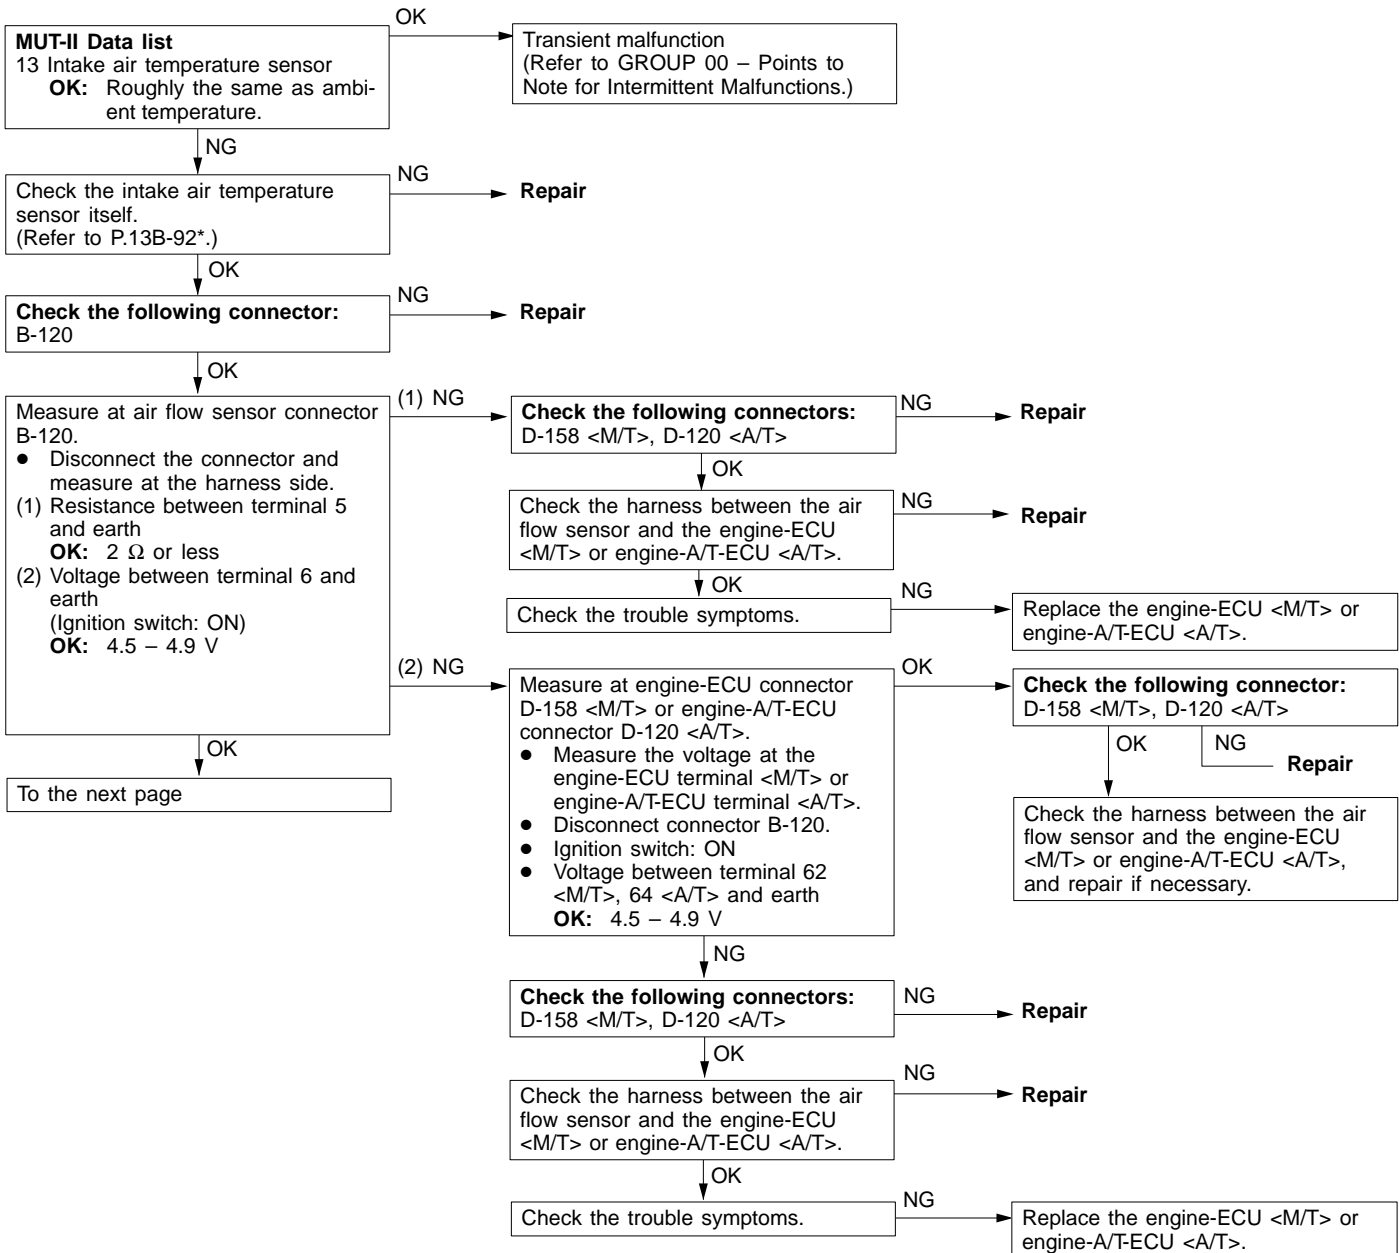 MUT-II Data list
13 Intake air temperature sensor
OK: Roughly the same as ambi-
ent temperature.
OK
Transient malfunction
(Refer to GROUP 00 – Points to
Note for Intermittent Malfunctions.)
NG
Check the intake air temperature
sensor itself.
(Refer to P.13B-92*.)
NG
Repair
OK
Check the following connector:
B-120
NG
Repair
OK
Measure at air flow sensor connector
B-120.
● Disconnect the connector and
measure at the harness side.
(1) Resistance between terminal 5
and earth
OK: 2 Ω or less
(2) Voltage between terminal 6 and
earth
(Ignition switch: ON)
OK: 4.5 – 4.9 V
(1) NG
Check the following connectors:
D-158 <M/T>, D-120 <A/T>
NG
Repair
OK
Check the harness between the air
flow sensor and the engine-ECU
<M/T> or engine-A/T-ECU <A/T>.
NG
Repair
OK
Check the trouble symptoms.
NG
Replace the engine-ECU <M/T> or
engine-A/T-ECU <A/T>.
(2) NG
Measure at engine-ECU connector
D-158 <M/T> or engine-A/T-ECU
connector D-120 <A/T>.
● Measure the voltage at the
engine-ECU terminal <M/T> or
engine-A/T-ECU terminal <A/T>.
● Disconnect connector B-120.
● Ignition switch: ON
● Voltage between terminal 62
<M/T>, 64 <A/T> and earth
OK: 4.5 – 4.9 V
OK
Check the following connector:
D-158 <M/T>, D-120 <A/T>
OK
NG
Repair
Check the harness between the air
flow sensor and the engine-ECU
<M/T> or engine-A/T-ECU <A/T>,
and repair if necessary.
OK
To the next page
NG
Check the following connectors:
D-158 <M/T>, D-120 <A/T>
NG
Repair
OK
Check the harness between the air
flow sensor and the engine-ECU
<M/T> or engine-A/T-ECU <A/T>.
NG
Repair
OK
Check the trouble symptoms.
NG
Replace the engine-ECU <M/T> or
engine-A/T-ECU <A/T>.